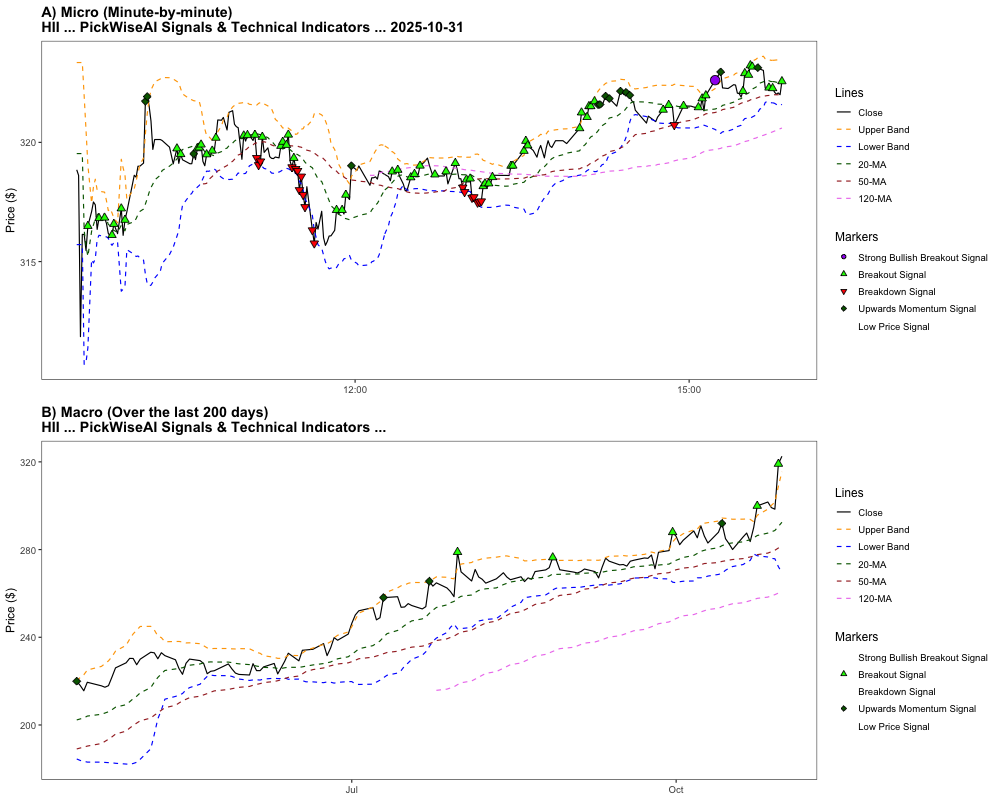 A) Micro (Minute-by-minute)
HII ... PickWiseAI Signals & Technical Indicators ... 2025-10-31
Price ($)
320
315
12:00
15:00
Lines
Close
Upper Band
Lower Band
20-MA
50-MA
120-MA
Markers
Strong Bullish Breakout Signal
Breakout Signal
Breakdown Signal
Upwards Momentum Signal
Low Price Signal
B) Macro (Over the last 200 days)
HII ... PickWiseAI Signals & Technical Indicators ...
Price ($)
320
280
240
200
Jul
Oct
Lines
Close
Upper Band
Lower Band
20-MA
50-MA
120-MA
Markers
Strong Bullish Breakout Signal
Breakout Signal
Breakdown Signal
Upwards Momentum Signal
Low Price Signal